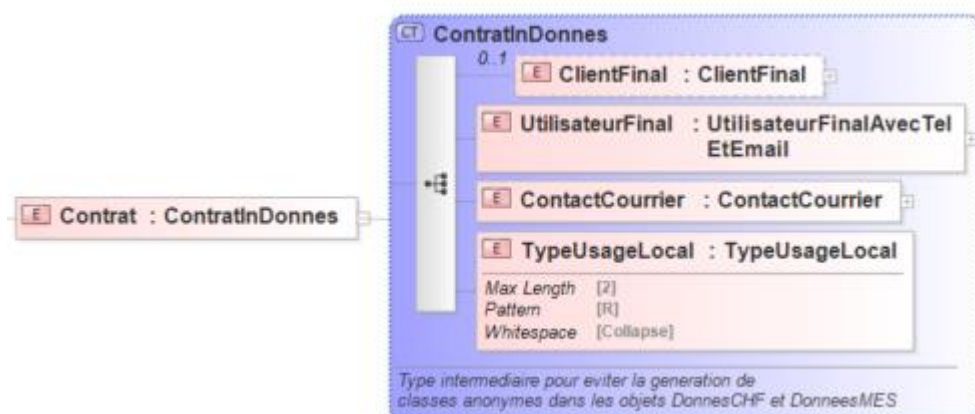 CT ContratInDonnes
0..1
E ClientFinal : ClientFinal
E UtilisateurFinal : UtilisateurFinalAvecTel
EtEmail
E Contrat : ContratInDonnes
E ContactCourrier : ContactCourrier
E TypeUsageLocal : TypeUsageLocal
Max Length [2]
Pattern [R]
Whitespace [Collapse]
Type intermediaire pour eviter la generation de
classes anonymes dans les objets DonnesCHF et DonneesMES